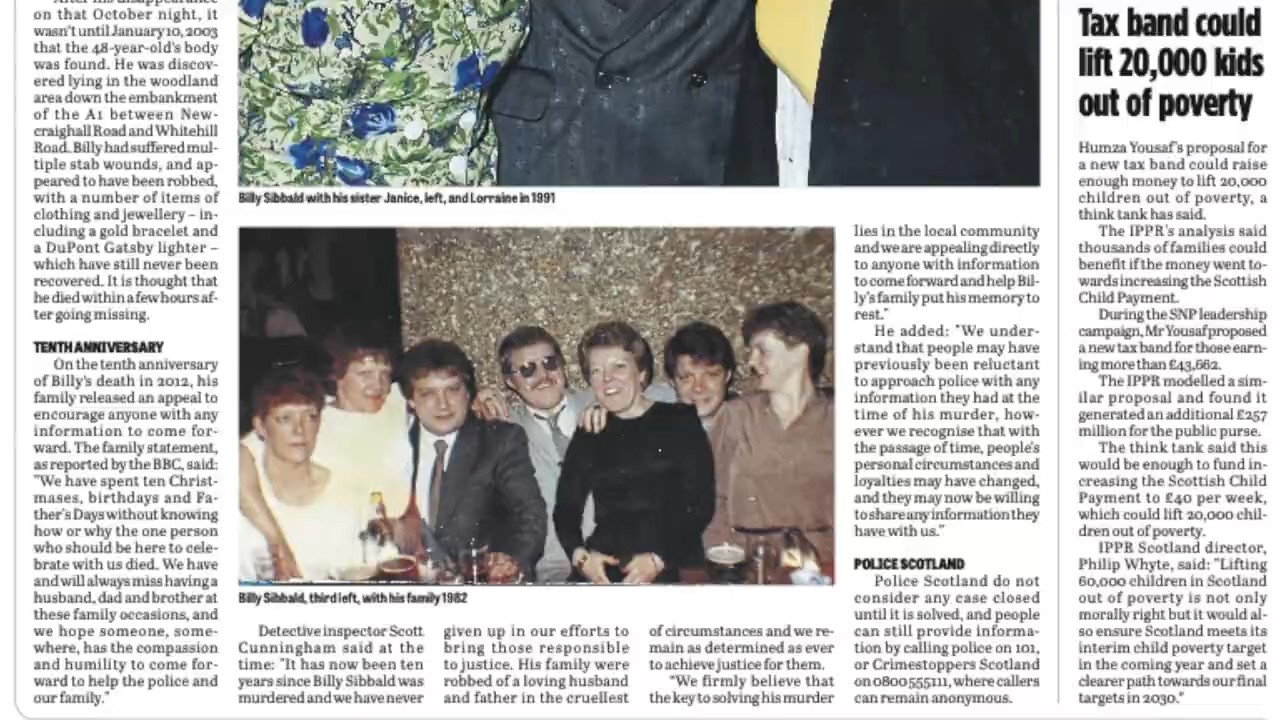 After his disappearance
on that October night, it
wasn't until January 10, 2003
that the 48-year-old's body
was found. He was discov-
ered lying in the woodland
area down the embankment
of the A1 between New-
craighall Road and Whitehill
Road. Billy had suffered mul-
tiple stab wounds, and ap-
peared to have been robbed,
with a number of items of
clothing and jewellery – in-
cluding a gold bracelet and
a DuPont Gatsby lighter –
which have still never been
recovered. It is thought that
he died within a few hours af-
ter going missing.
TENTH ANNIVERSARY
On the tenth anniversary
of Billy's death in 2012, his
family released an appeal to
encourage anyone with any
information to come for-
ward. The family statement,
as reported by the BBC, said:
"We have spent ten Christ-
mases, birthdays and Fa-
ther's Days without knowing
how or why the one person
who should be here to cele-
brate with us died. We have
and will always miss having a
husband, dad and brother at
these family occasions, and
we hope someone, some-
where, has the compassion
and humility to come for-
ward to help the police and
our family."
Billy Sibbald with his sister Janice, left, and Lorraine in 1991
Billy Sibbald, third left, with his family 1982
Detective inspector Scott
Cunningham said at the
time: "It has now been ten
years since Billy Sibbald was
murdered and we have never
given up in our efforts to
bring those responsible
to justice. His family were
robbed of a loving husband
and father in the cruellest
of circumstances and we re-
main as determined as ever
to achieve justice for them.
"We firmly believe that
the key to solving his murder
lies in the local community
and we are appealing directly
to anyone with information
to come forward and help Bil-
ly's family put his memory to
rest."
He added: "We under-
stand that people may have
previously been reluctant
to approach police with any
information they had at the
time of his murder, how-
ever we recognise that with
the passage of time, people's
personal circumstances and
loyalties may have changed,
and they may now be willing
to share any information they
have with us."
POLICE SCOTLAND
Police Scotland do not
consider any case closed
until it is solved, and people
can still provide informa-
tion by calling police on 101,
or Crimestoppers Scotland
on 0800 555 111, where callers
can remain anonymous.
Tax band could
lift 20,000 kids
out of poverty
Humza Yousaf's proposal for
a new tax band could raise
enough money to lift 20,000
children out of poverty, a
think tank has said.
The IPPR's analysis said
thousands of families could
benefit if the money went to-
wards increasing the Scottish
Child Payment.
During the SNP leadership
campaign, Mr Yousaf proposed
a new tax band for those earn-
ing more than £43,662.
The IPPR modelled a sim-
ilar proposal and found it
generated an additional £257
million for the public purse.
The think tank said this
would be enough to fund in-
creasing the Scottish Child
Payment to £40 per week,
which could lift 20,000 chil-
dren out of poverty.
IPPR Scotland director,
Philip Whyte, said: "Lifting
60,000 children in Scotland
out of poverty is not only
morally right but it would al-
so ensure Scotland meets its
interim child poverty target
in the coming year and set a
clearer path towards our final
targets in 2030."